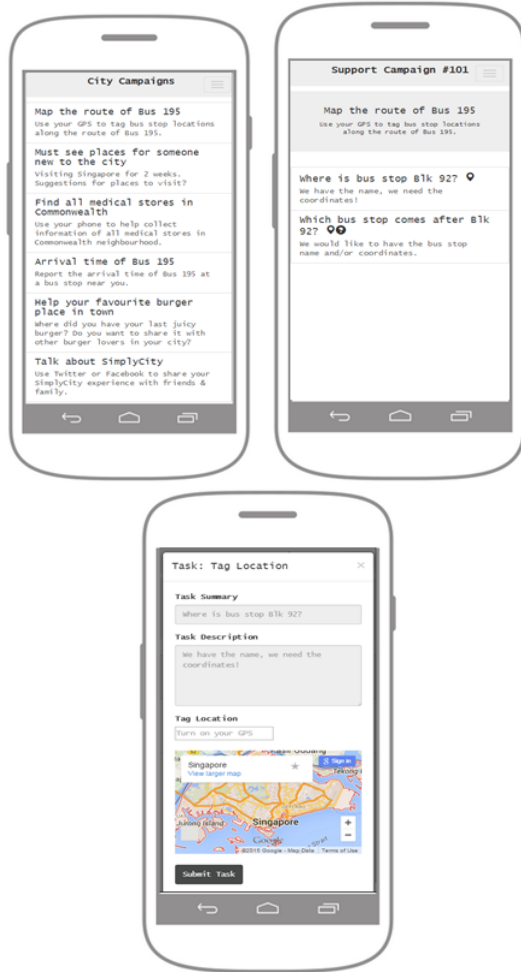 City Campaigns
Map the route of Bus 195
Use your GPS to tag bus stop locations
along the route of Bus 195.
Must see places for someone
new to the city
Visiting Singapore for 2 weeks.
Suggestions for places to visit?
Find all medical stores in
Commonwealth
Use your phone to help collect
information of all medical stores in
Commonwealth neighbourhood.
Arrival time of Bus 195
Report the arrival time of Bus 195 at
a bus stop near you.
Help your favourite burger
place in town
Where did you have your last juicy
burger? Do you want to share it with
other burger lovers in your city?
Talk about SimplyCity
Use Twitter or Facebook to share your
SimplyCity experience with friends &
family.
Support Campaign #101
Map the route of Bus 195
Use your GPS to tag bus stop locations
along the route of Bus 195.
Where is bus stop Blk 92?
We have the name, we need the
coordinates!
Which bus stop comes after Blk
92?
We would like to have the bus stop
name and/or coordinates.
Task: Tag Location
×
Task Summary
Where is bus stop Blk 92?
Task Description
We have the name, we need the
coordinates!
Tag Location
Turn on your GPS
Singapore
View larger map
Sign in
Tekong
Jurong Island
Singapore
Google
©2015 Google - Map Data
Terms of Use
+
−
Submit Task